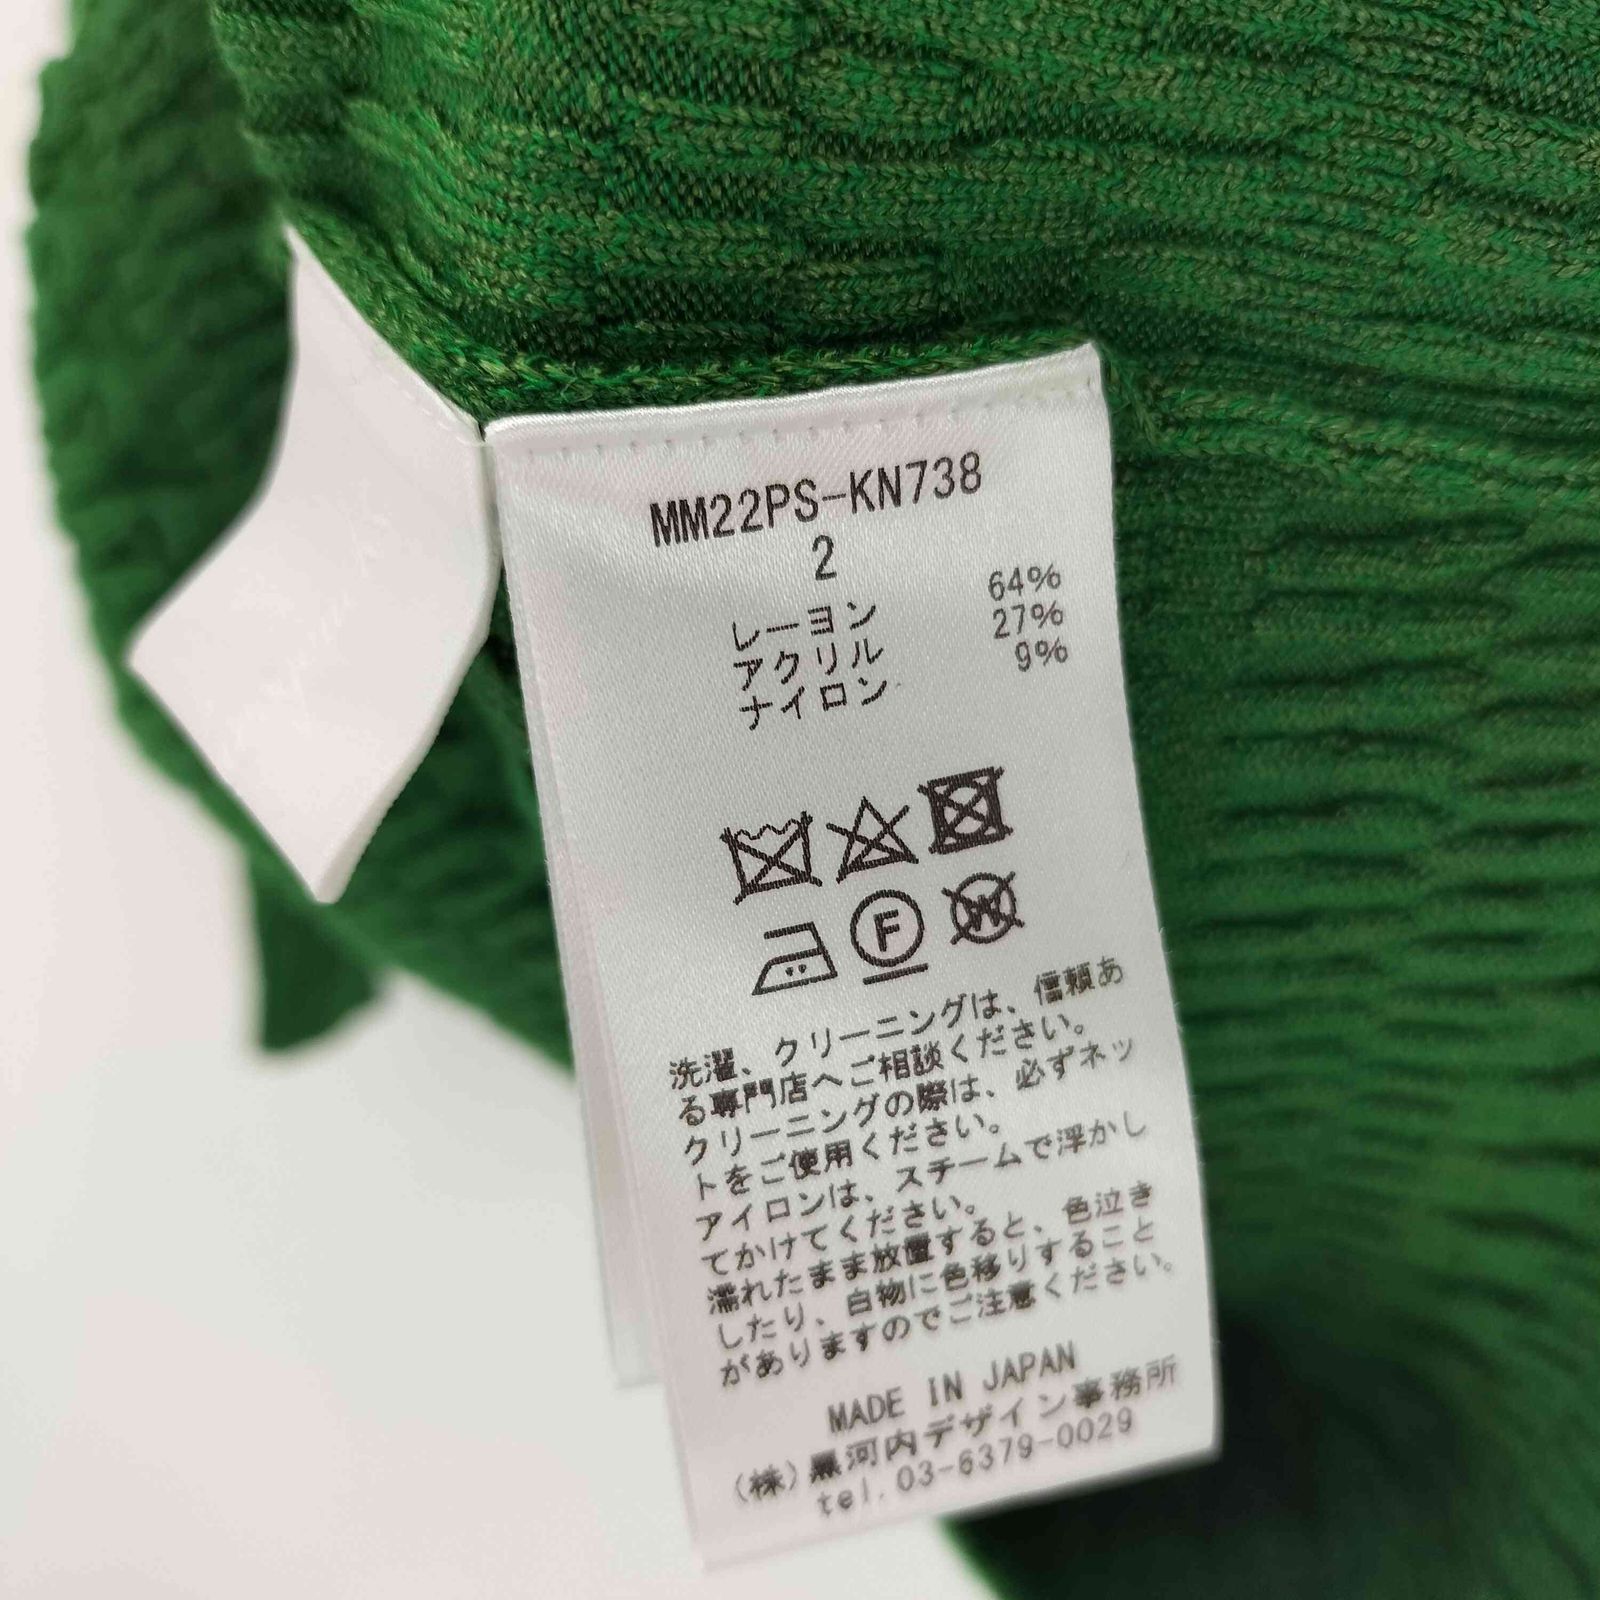 MM22PS-KN738
2
レーヨン 64%
アクリル 27%
ナイロン 9%
F
W
洗濯、クリーニングは、信頼あ
る専門店へご相談ください。
クリーニングの際は、必ずネッ
トをご使用ください。
アイロンは、スチームで浮かし
てかけてください。
濡れたまま放置すると、色泣き
したり、白物に色移りすること
がありますのでご注意ください。
MADE IN JAPAN
(株)黒河内デザイン事務所
tel.03-6379-0029